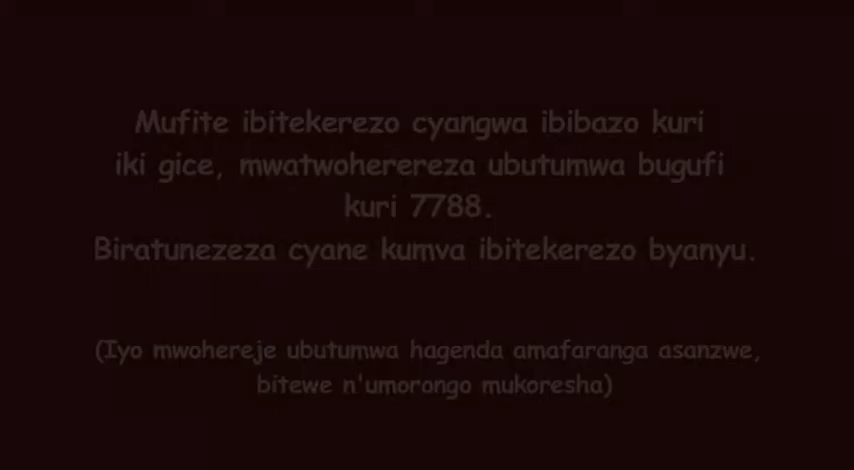 Mufite ibitekerezo cyangwa ibibazo kuri
iki gice, mwatwoherereza ubutumwa bugufi
kuri 7788.
Biratunezeza cyane kumva ibitekerezo byanyu.
(Iyo mwohereje ubutumwa hagenda amafaranga asanzwe,
bitewe n'umorongo mukoresha)